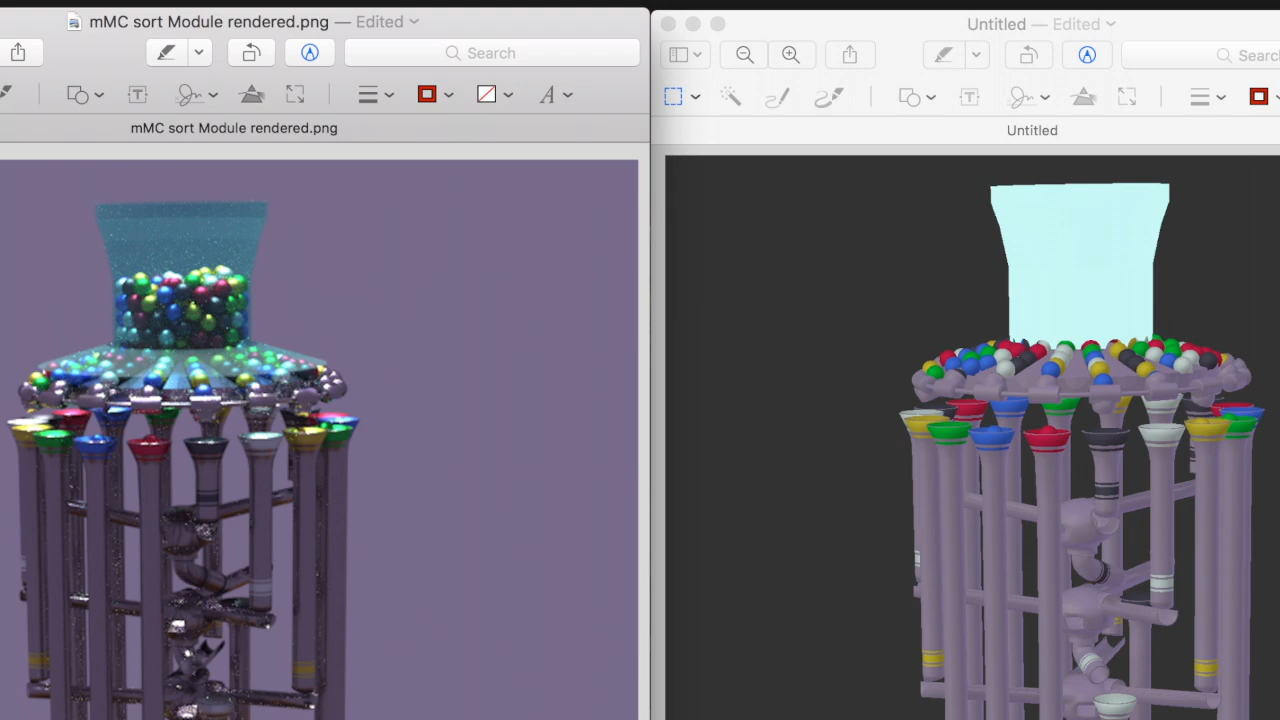 mMC sort Module rendered.png — Edited
Search
A
mMC sort Module rendered.png
Untitled — Edited
Search
Untitled